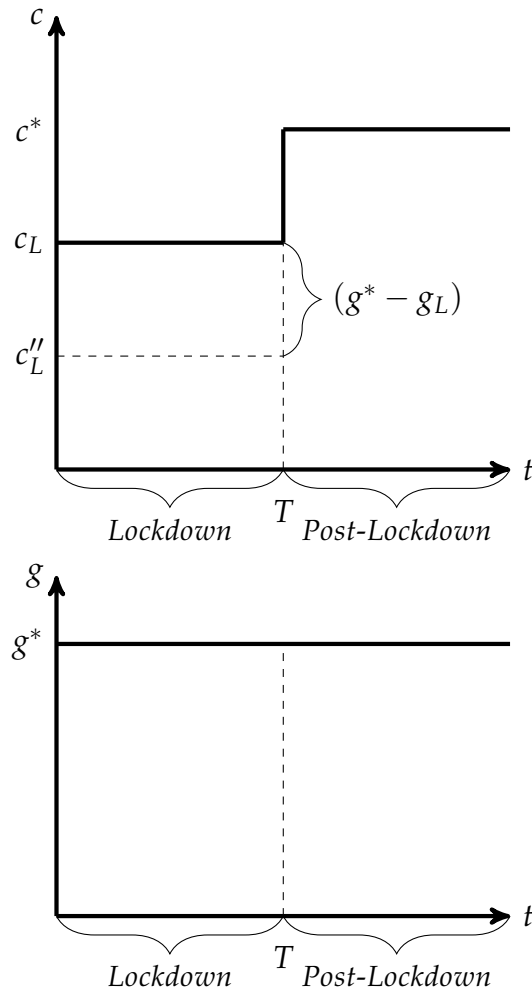 c
c*
c_L
(g* − g_L)
c''_L
t
T
Lockdown Post-Lockdown
g
g*
t
T
Lockdown Post-Lockdown